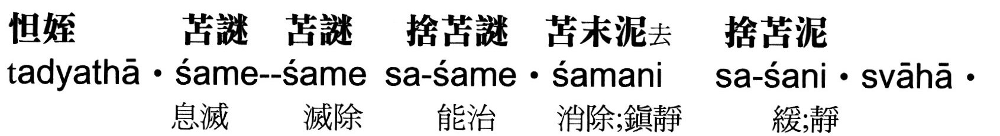 怛姪 苫謎 苫謎 捨苫謎 苫末泥去 捨苫泥
tadyathā • śame--śame sa-śame • śamani sa-śani • svāhā •
息滅 滅除 能治 消除;鎮靜 緩;靜